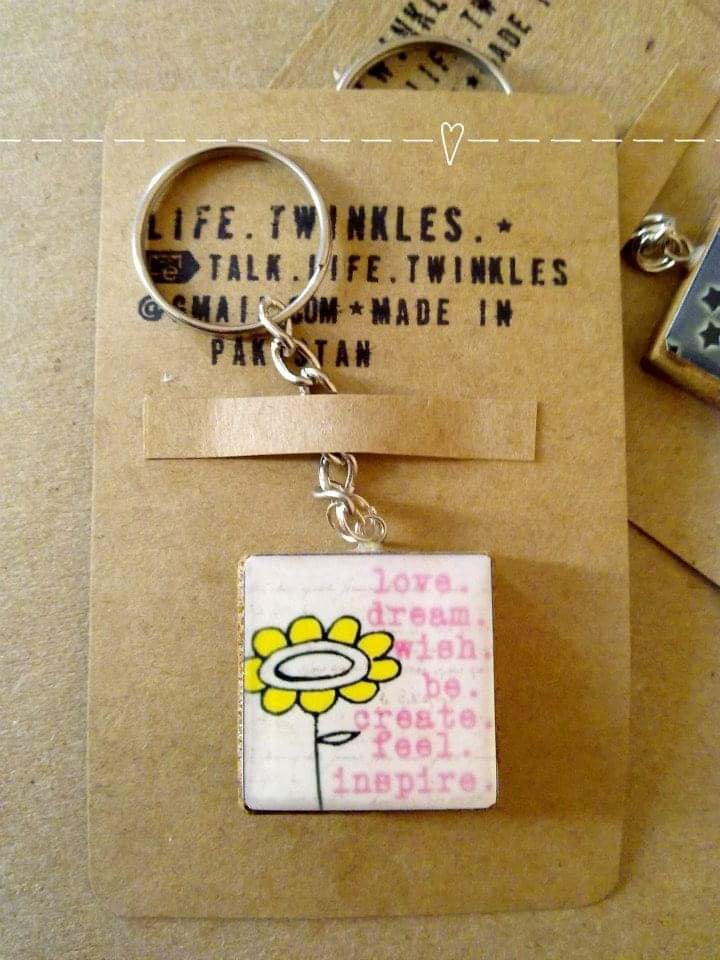 LIFE.TWINKLES.★
TALK.LIFE.TWINKLES
@GMAIL.COM★MADE IN
PAKISTAN
love.
dream.
wish.
be.
create.
feel.
inspire.